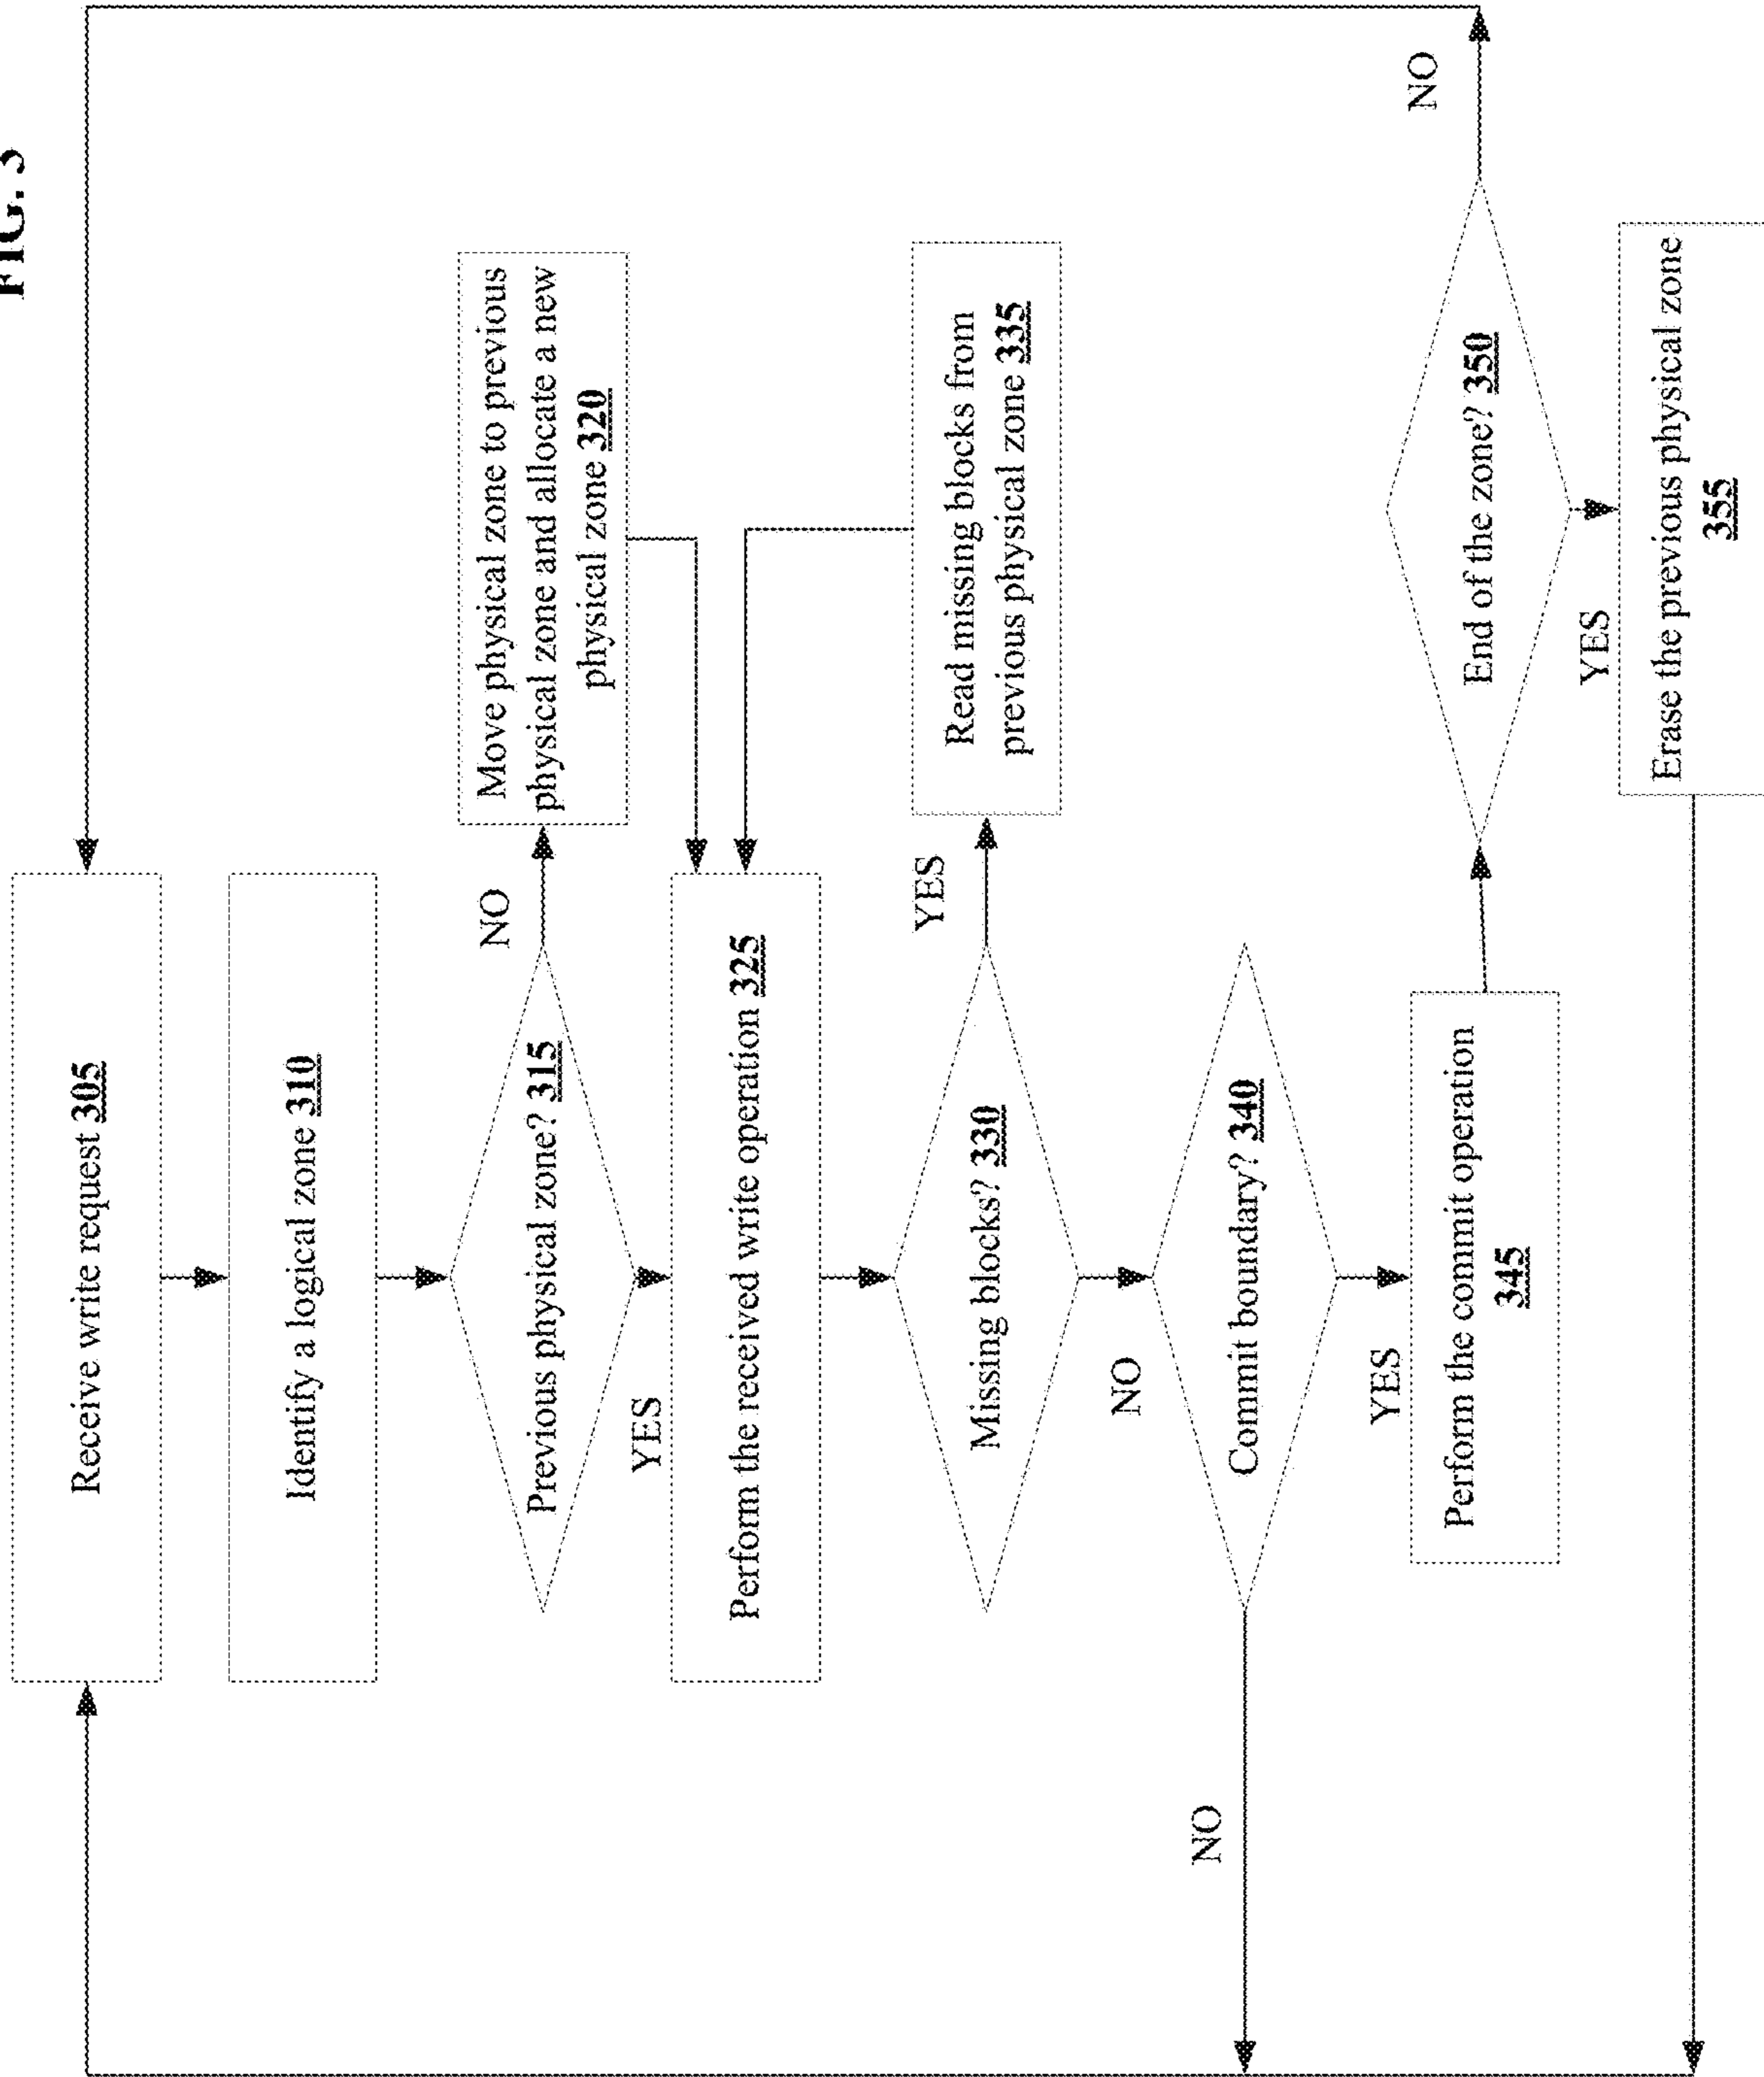 FIG. 3
Receive write request 305
Identify a logical zone 310
Previous physical zone? 315
NO
Move physical zone to previous
physical zone and allocate a new
physical zone 320
YES
Perform the received write operation 325
Missing blocks? 330
YES
Read missing blocks from
previous physical zone 335
NO
Commit boundary? 340
NO
YES
Perform the commit operation
345
End of the zone? 350
NO
YES
Erase the previous physical zone
355